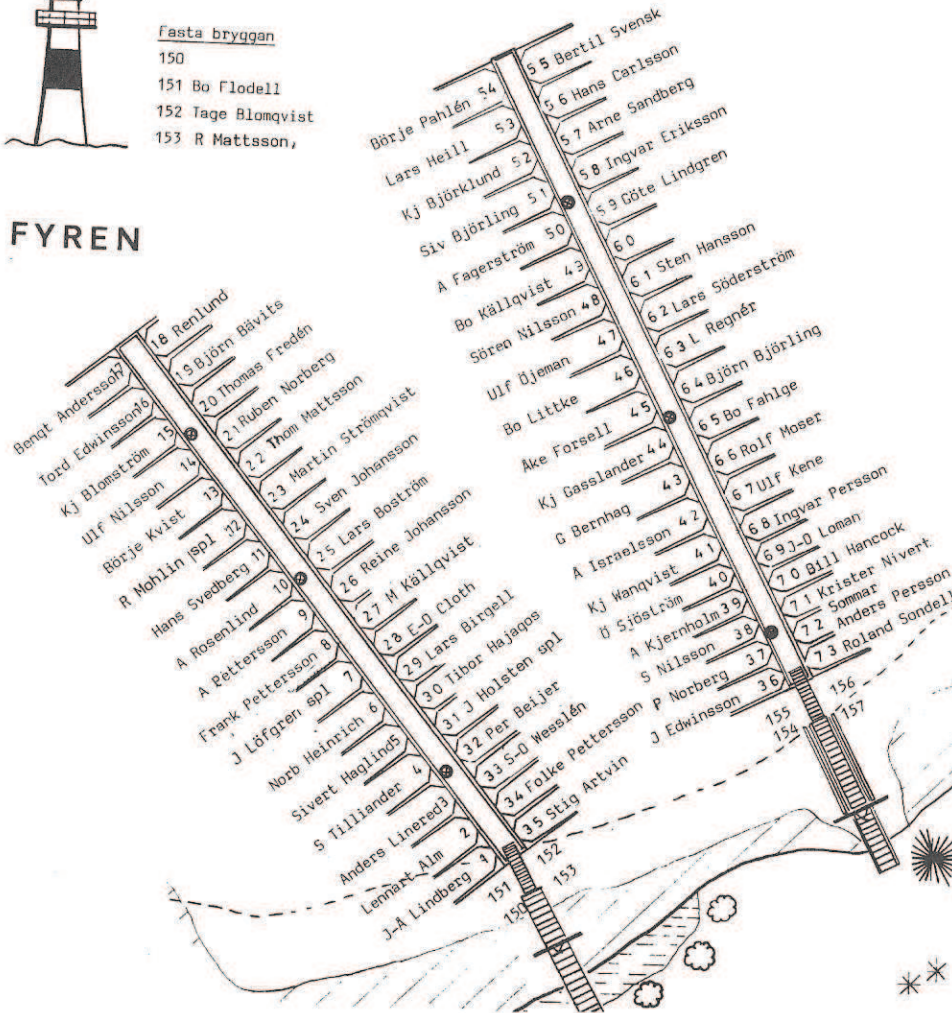 Fasta bryggan
150
151 Bo Flodell
152 Tage Blomqvist
153 R Mattsson,
FYREN
18 Renlund
19 Björn Bävits
20 Thomas Fredén
21 Ruben Norberg
22 Thom Mattsson
23 Martin Strömqvist
24 Sven Johansson
25 Lars Boström
26 Reine Johansson
27 M Källqvist
28 E-O Cloth
29 Lars Birgell
30 Tibor Hajagos
31 J Holsten spl
32 Per Beijer
33 S-O Wesslén
34 Folke Pettersson
35 Stig Artvin
Bengt Andersson 17
Tord Edwinsson 16
Kj Blomström 15
Ulf Nilsson 14
Börje Kvist 13
R Mohlin spl 12
Hans Svedberg 11
A Rosenlind 10
A Pettersson 9
Frank Pettersson 8
J Löfgren spl 7
Norb Heinrich 6
Sivert Haglind 5
S Tilliander 4
Anders Linered 3
Lennart Alm 2
J-Å Lindberg 1
151
150
152
153
55 Bertil Svensk
56 Hans Carlsson
57 Arne Sandberg
58 Ingvar Eriksson
59 Göte Lindgren
60
61 Sten Hansson
62 Lars Söderström
63 L Regnér
64 Björn Björling
65 Bo Fahlge
66 Rolf Moser
67 Ulf Kene
68 Ingvar Persson
69 J-O Loman
70 Bill Hancock
71 Krister Nivert
Sommar
72 Anders Persson
73 Roland Sondel
Börje Pahlén 54
Lars Heill 53
Kj Björklund 52
Siv Björling 51
A Fagerström 50
Bo Källqvist 43
Sören Nilsson 48
Ulf Öjeman 47
Bo Littke 46
Åke Forsell 45
Kj Gasslander 44
G Bernhag 43
A Israelsson 42
Kj Wanqvist 41
Ö Sjöström 40
A Kjernholm 39
S Nilsson 38
P Norberg 37
J Edwinsson 36
155
154
156
157